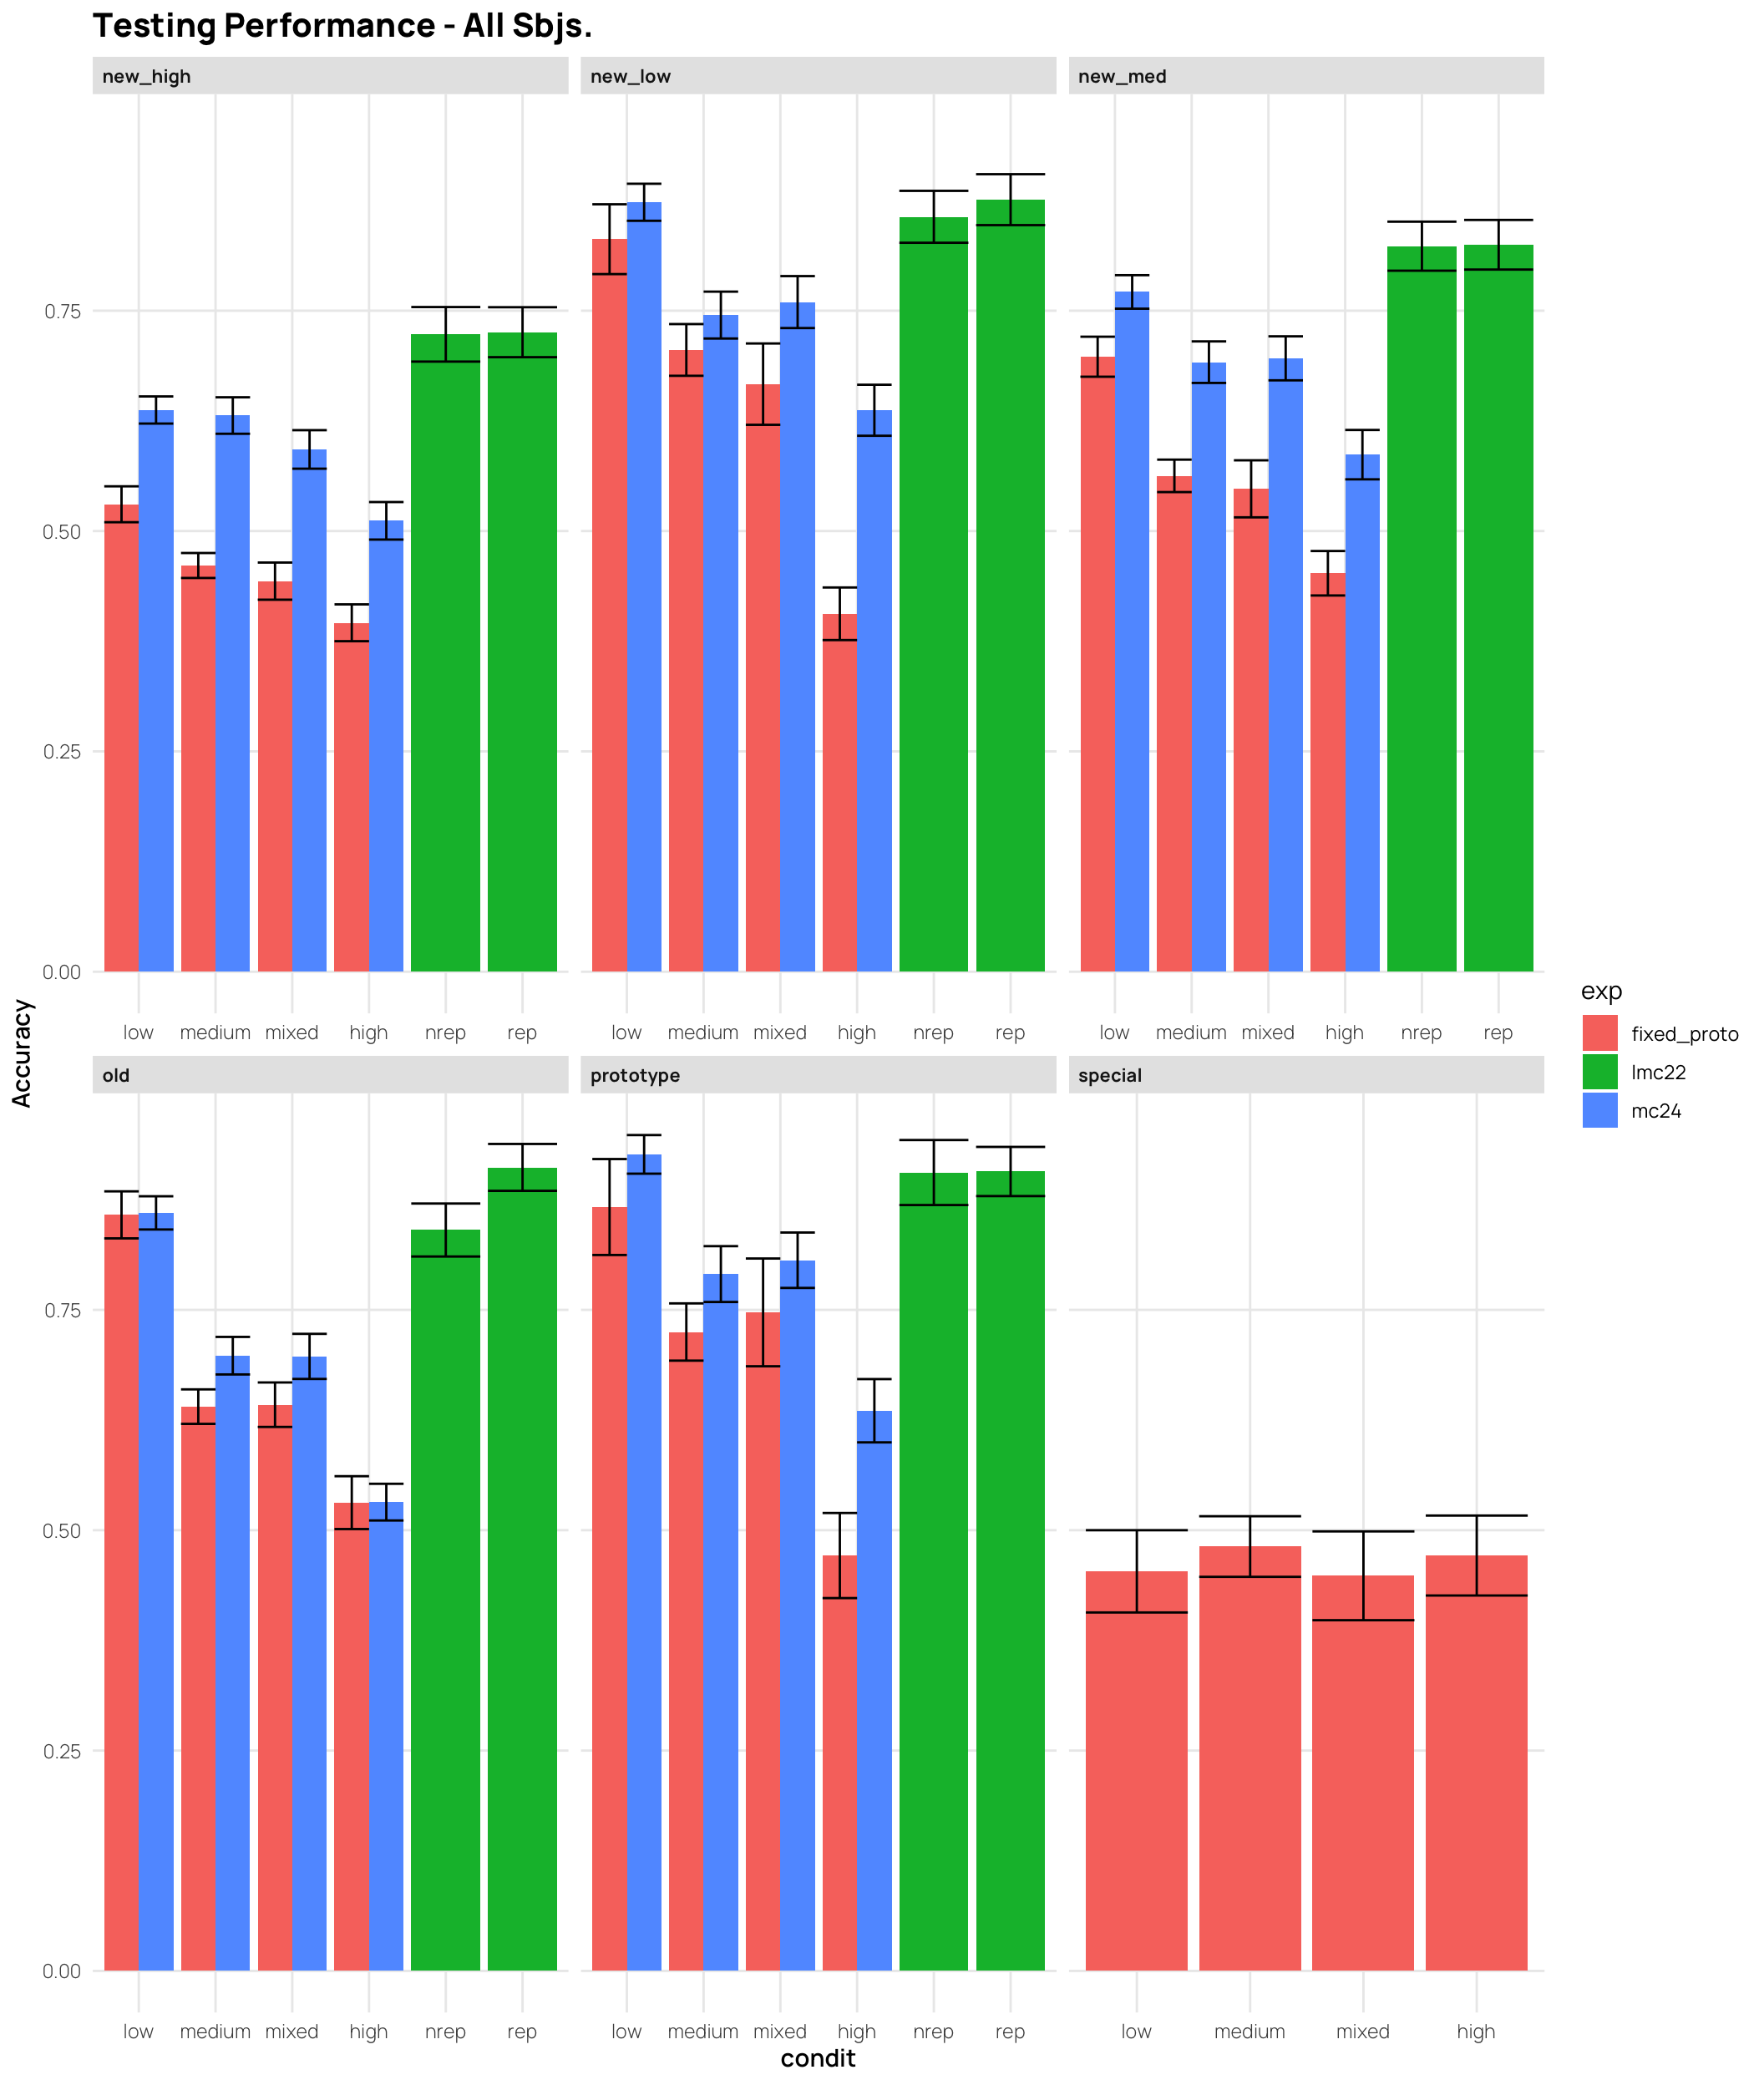 Testing Performance - All Sbjs.
new_high
new_low
new_med
0.75
0.50
0.25
0.00
low medium mixed high nrep rep
low medium mixed high nrep rep
low medium mixed high nrep rep
Accuracy
exp
fixed_proto
lmc22
mc24
old
prototype
special
0.75
0.50
0.25
0.00
low medium mixed high nrep rep
low medium mixed high nrep rep
low medium mixed high
condit